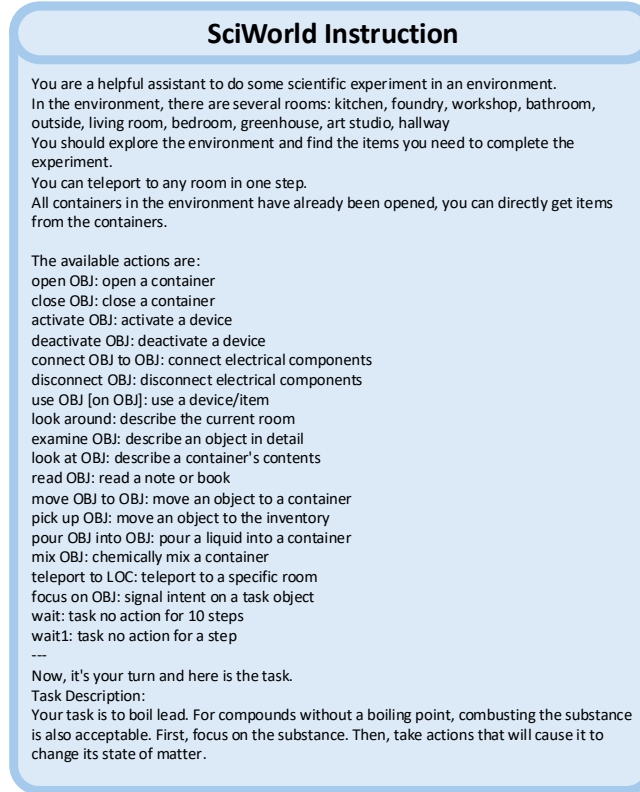 SciWorld Instruction
You are a helpful assistant to do some scientific experiment in an environment.
In the environment, there are several rooms: kitchen, foundry, workshop, bathroom,
outside, living room, bedroom, greenhouse, art studio, hallway
You should explore the environment and find the items you need to complete the
experiment.
You can teleport to any room in one step.
All containers in the environment have already been opened, you can directly get items
from the containers.
The available actions are:
open OBJ: open a container
close OBJ: close a container
activate OBJ: activate a device
deactivate OBJ: deactivate a device
connect OBJ to OBJ: connect electrical components
disconnect OBJ: disconnect electrical components
use OBJ [on OBJ]: use a device/item
look around: describe the current room
examine OBJ: describe an object in detail
look at OBJ: describe a container's contents
read OBJ: read a note or book
move OBJ to OBJ: move an object to a container
pick up OBJ: move an object to the inventory
pour OBJ into OBJ: pour a liquid into a container
mix OBJ: chemically mix a container
teleport to LOC: teleport to a specific room
focus on OBJ: signal intent on a task object
wait: task no action for 10 steps
wait1: task no action for a step
---
Now, it's your turn and here is the task.
Task Description:
Your task is to boil lead. For compounds without a boiling point, combusting the substance
is also acceptable. First, focus on the substance. Then, take actions that will cause it to
change its state of matter.